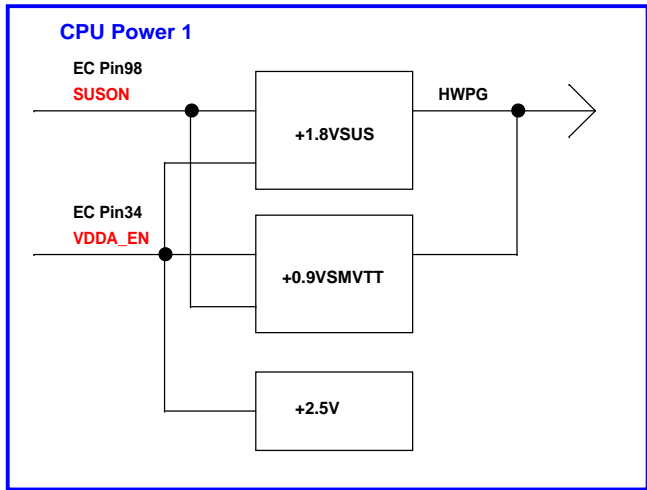 CPU Power 1
EC Pin98
SUSON
HWPG
+1.8VSUS
EC Pin34
VDDA_EN
+0.9VSMVTT
+2.5V